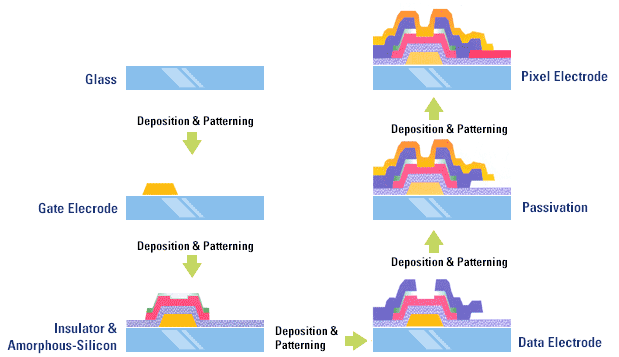 Glass
Deposition & Patterning
Gate Elecrode
Deposition & Patterning
Insulator &
Amorphous-Silicon
Deposition &
Patterning
Data Electrode
Deposition & Patterning
Passivation
Deposition & Patterning
Pixel Electrode